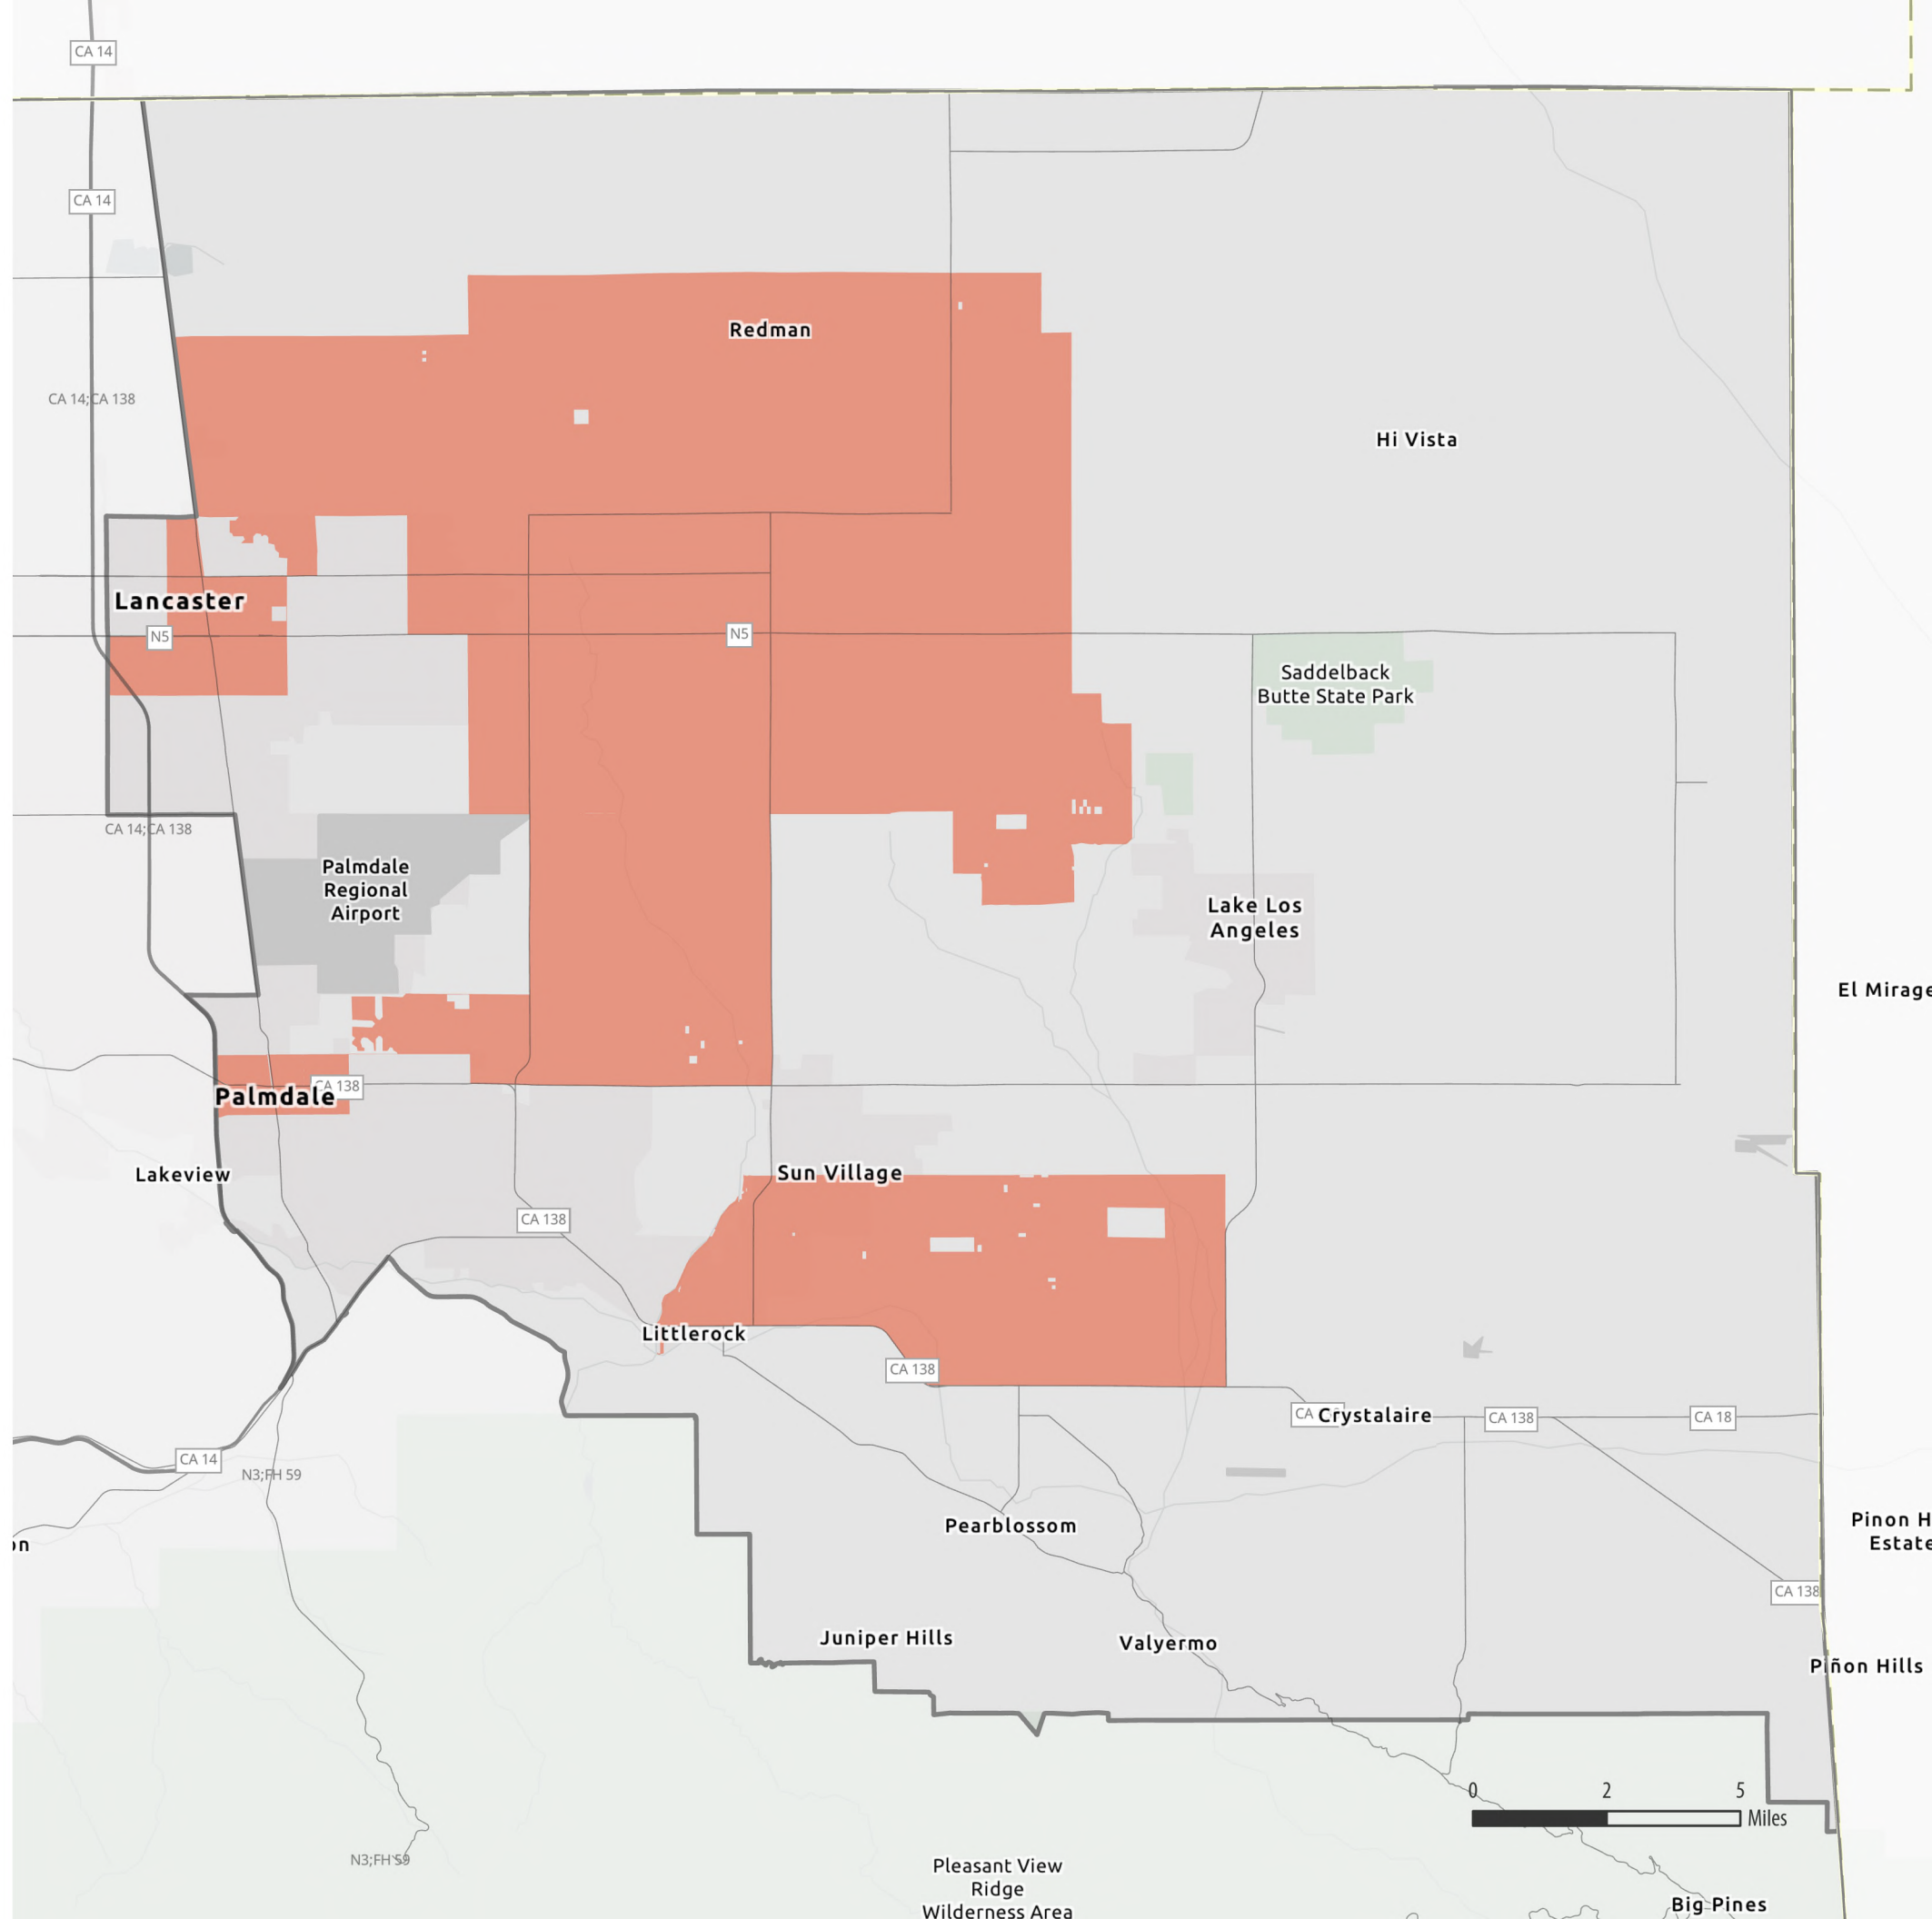 CA 14
CA 14
Redman
CA 14;CA 138
Hi Vista
Lancaster
N5
N5
Saddelback
Butte State Park
CA 14;CA 138
Palmdale
Regional
Airport
Lake Los
Angeles
El Mirage
CA 138
Palmdale
Lakeview
Sun Village
CA 138
Littlerock
CA 138
CA
Crystalaire
CA 138
CA 18
CA 14
N3;FH 59
Pearblossom
Pinon H
Estate
on
CA 138
Juniper Hills
Valyermo
Piñon Hills
0 2 5
Miles
N3;FH 59
Pleasant View
Ridge
Wilderness Area
Big Pines